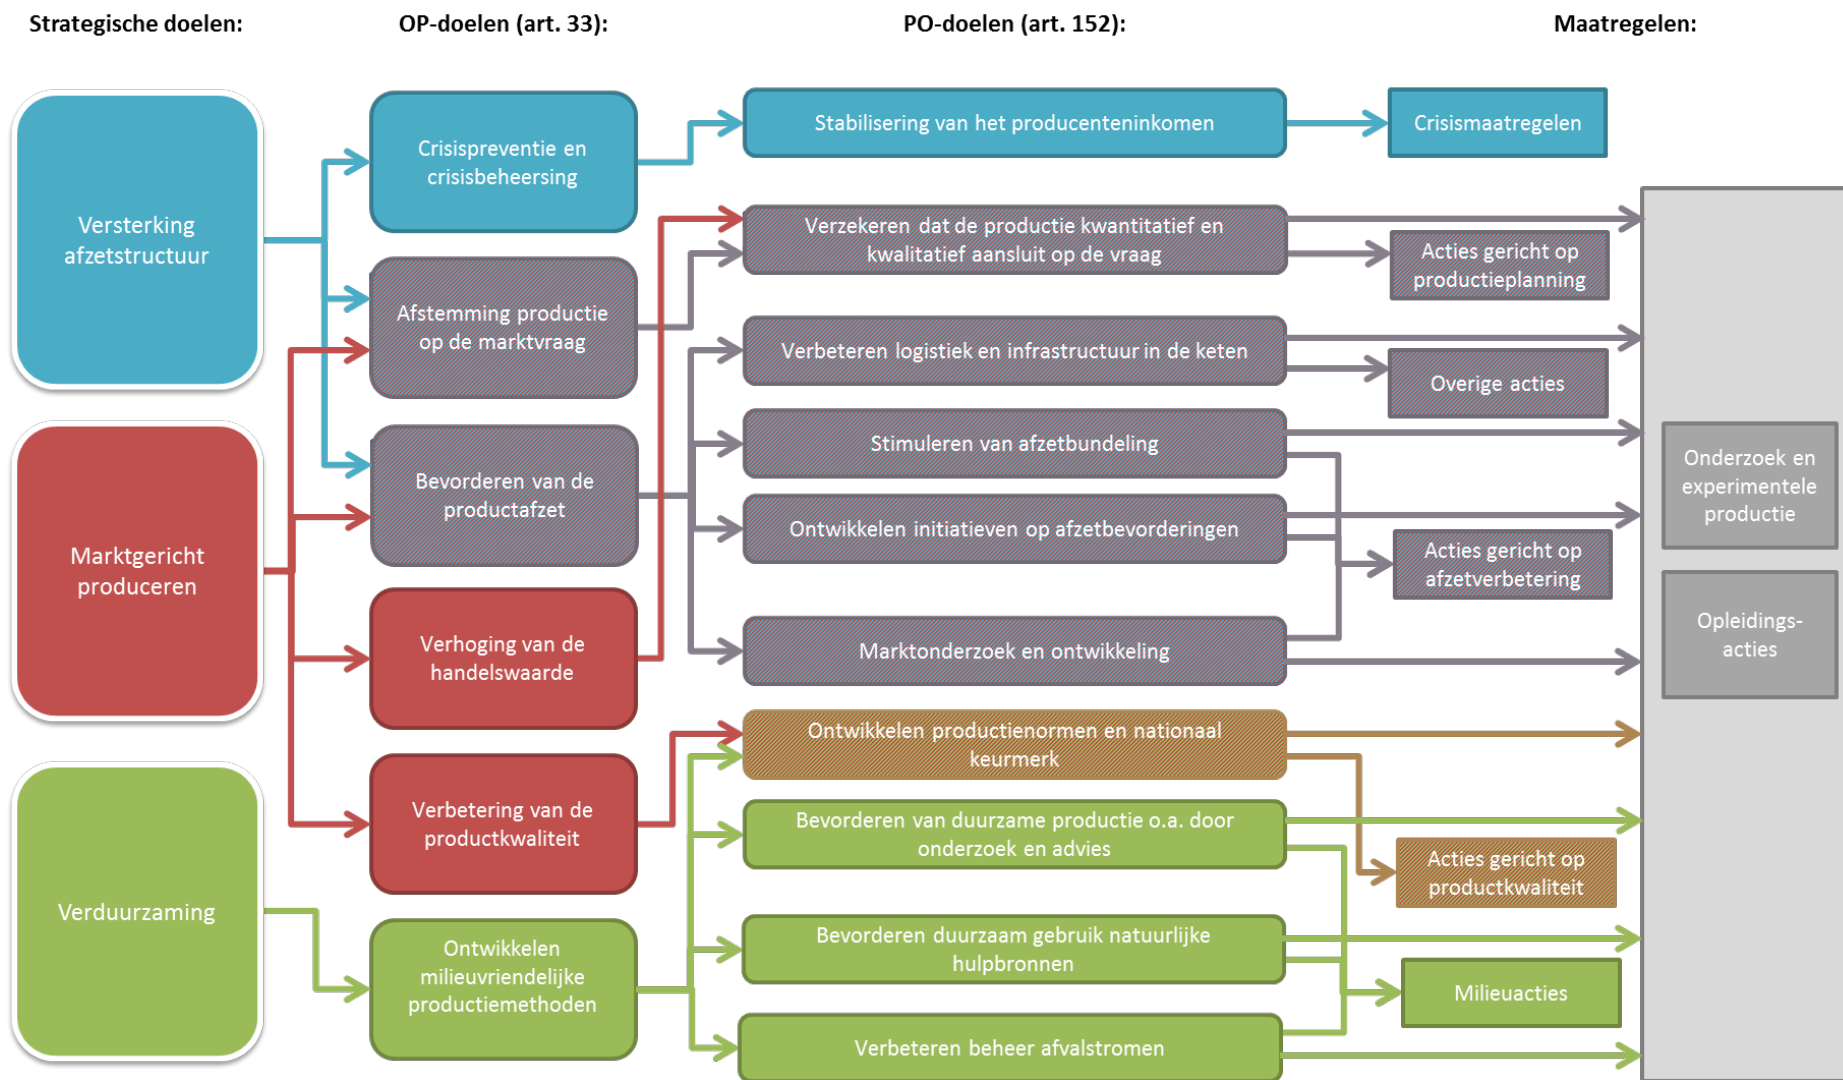 Strategische doelen:
OP-doelen (art. 33):
PO-doelen (art. 152):
Maatregelen:
Versterking
afzetstructuur
Marktgericht
produceren
Verduurzaming
Crisispreventie en
crisisbeheersing
Afstemming productie
op de marktvraag
Bevorderen van de
productafzet
Verhoging van de
handelswaarde
Verbetering van de
productkwaliteit
Ontwikkelen
milieuvriendelijke
productiemethoden
Stabilisering van het producenteninkomen
Verzekeren dat de productie kwantitatief en
kwalitatief aansluit op de vraag
Verbeteren logistiek en infrastructuur in de keten
Stimuleren van afzetbundeling
Ontwikkelen initiatieven op afzetbevorderingen
Marktonderzoek en ontwikkeling
Ontwikkelen productienormen en nationaal
keurmerk
Bevorderen van duurzame productie o.a. door
onderzoek en advies
Bevorderen duurzaam gebruik natuurlijke
hulpbronnen
Verbeteren beheer afvalstromen
Crisismaatregelen
Acties gericht op
productieplanning
Overige acties
Acties gericht op
afzetverbetering
Acties gericht op
productkwaliteit
Milieuacties
Onderzoek en
experimentele
productie
Opleidings-
acties